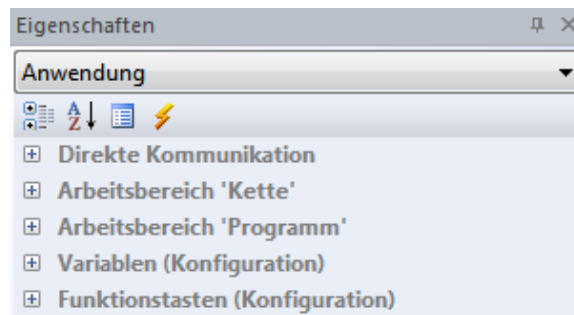 Eigenschaften
Anwendung
A
Z
Direkte Kommunikation
Arbeitsbereich 'Kette'
Arbeitsbereich 'Programm'
Variablen (Konfiguration)
Funktionstasten (Konfiguration)